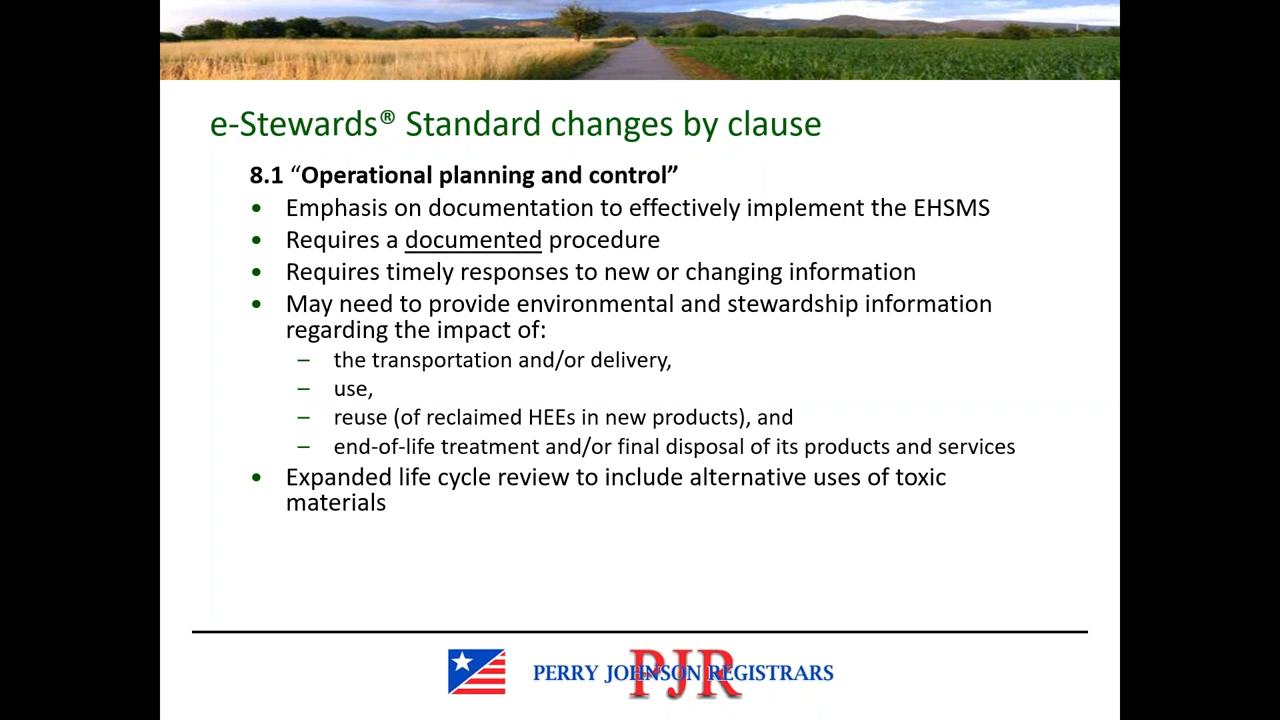 e-Stewards® Standard changes by clause
8.1 “Operational planning and control”
• Emphasis on documentation to effectively implement the EHSMS
• Requires a documented procedure
• Requires timely responses to new or changing information
• May need to provide environmental and stewardship information
regarding the impact of:
– the transportation and/or delivery,
– use,
– reuse (of reclaimed HEEs in new products), and
– end-of-life treatment and/or final disposal of its products and services
• Expanded life cycle review to include alternative uses of toxic
materials
PJR
PERRY JOHNSON REGISTRARS